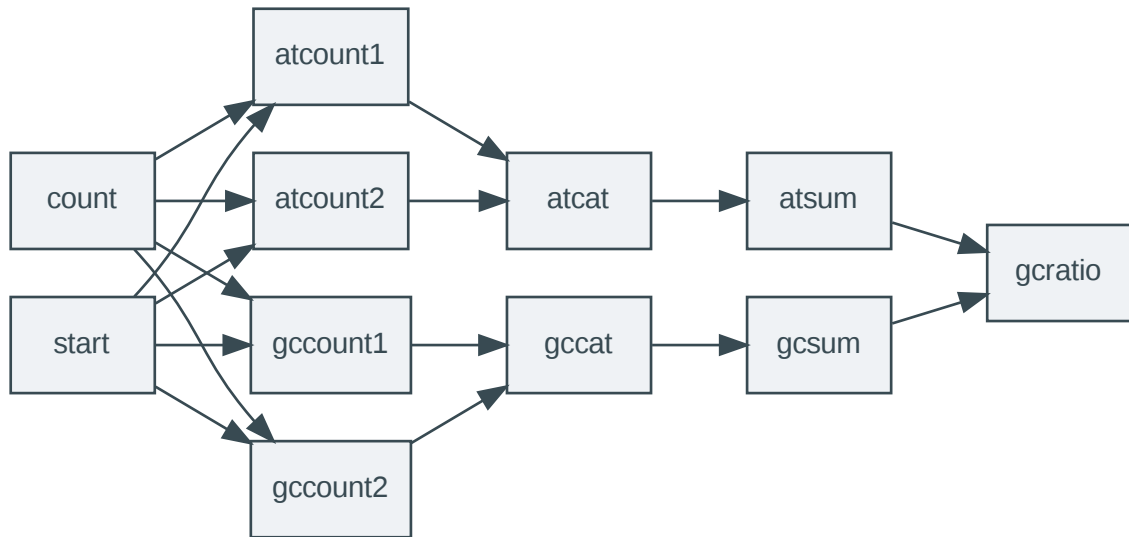 atcount1
count
atcount2
atcat
atsum
gcratio
start
gccount1
gccat
gcsum
gccount2